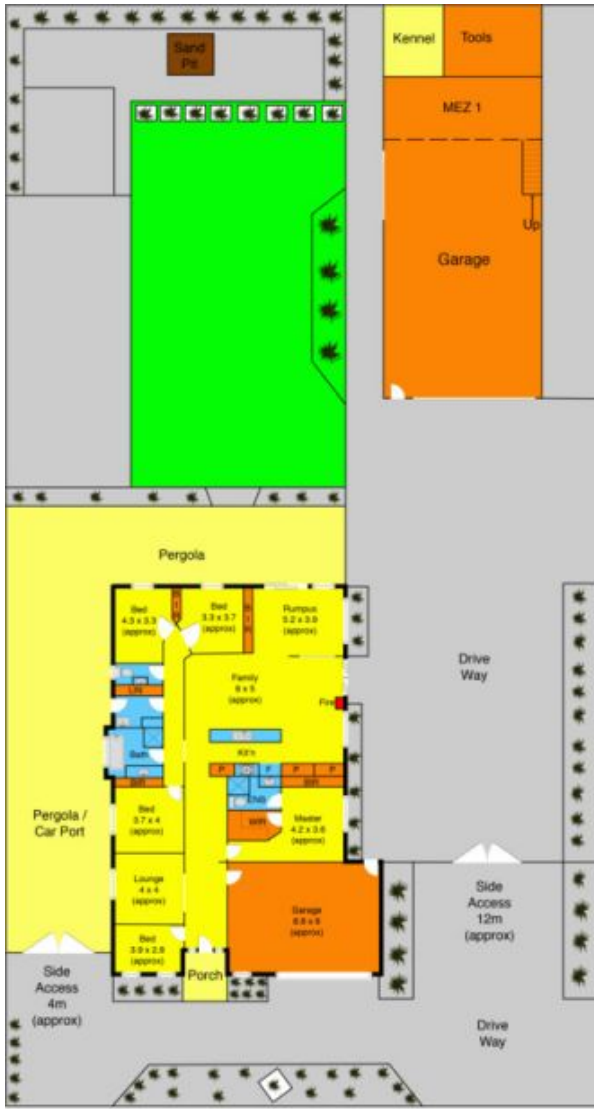 Kennel
Tools
Sand
Pit
MEZ 1
Up
Garage
Pergola
Bed
4.3 x 3.3
(approx)
Bed
3.3 x 3.7
(approx)
Rumpus
5.2 x 3.9
(approx)
Drive
Way
Family
6 x 5
(approx)
Fire
Kit'n
Bath
P
F
P
P
ENS
WIR
Bed
3.7 x 4
(approx)
Master
4.2 x 3.6
(approx)
Pergola /
Car Port
Lounge
4 x 4
(approx)
Garage
6.6 x 6
(approx)
Side
Access
12m
(approx)
Bed
3.9 x 2.8
(approx)
Porch
Side
Access
4m
(approx)
Drive
Way